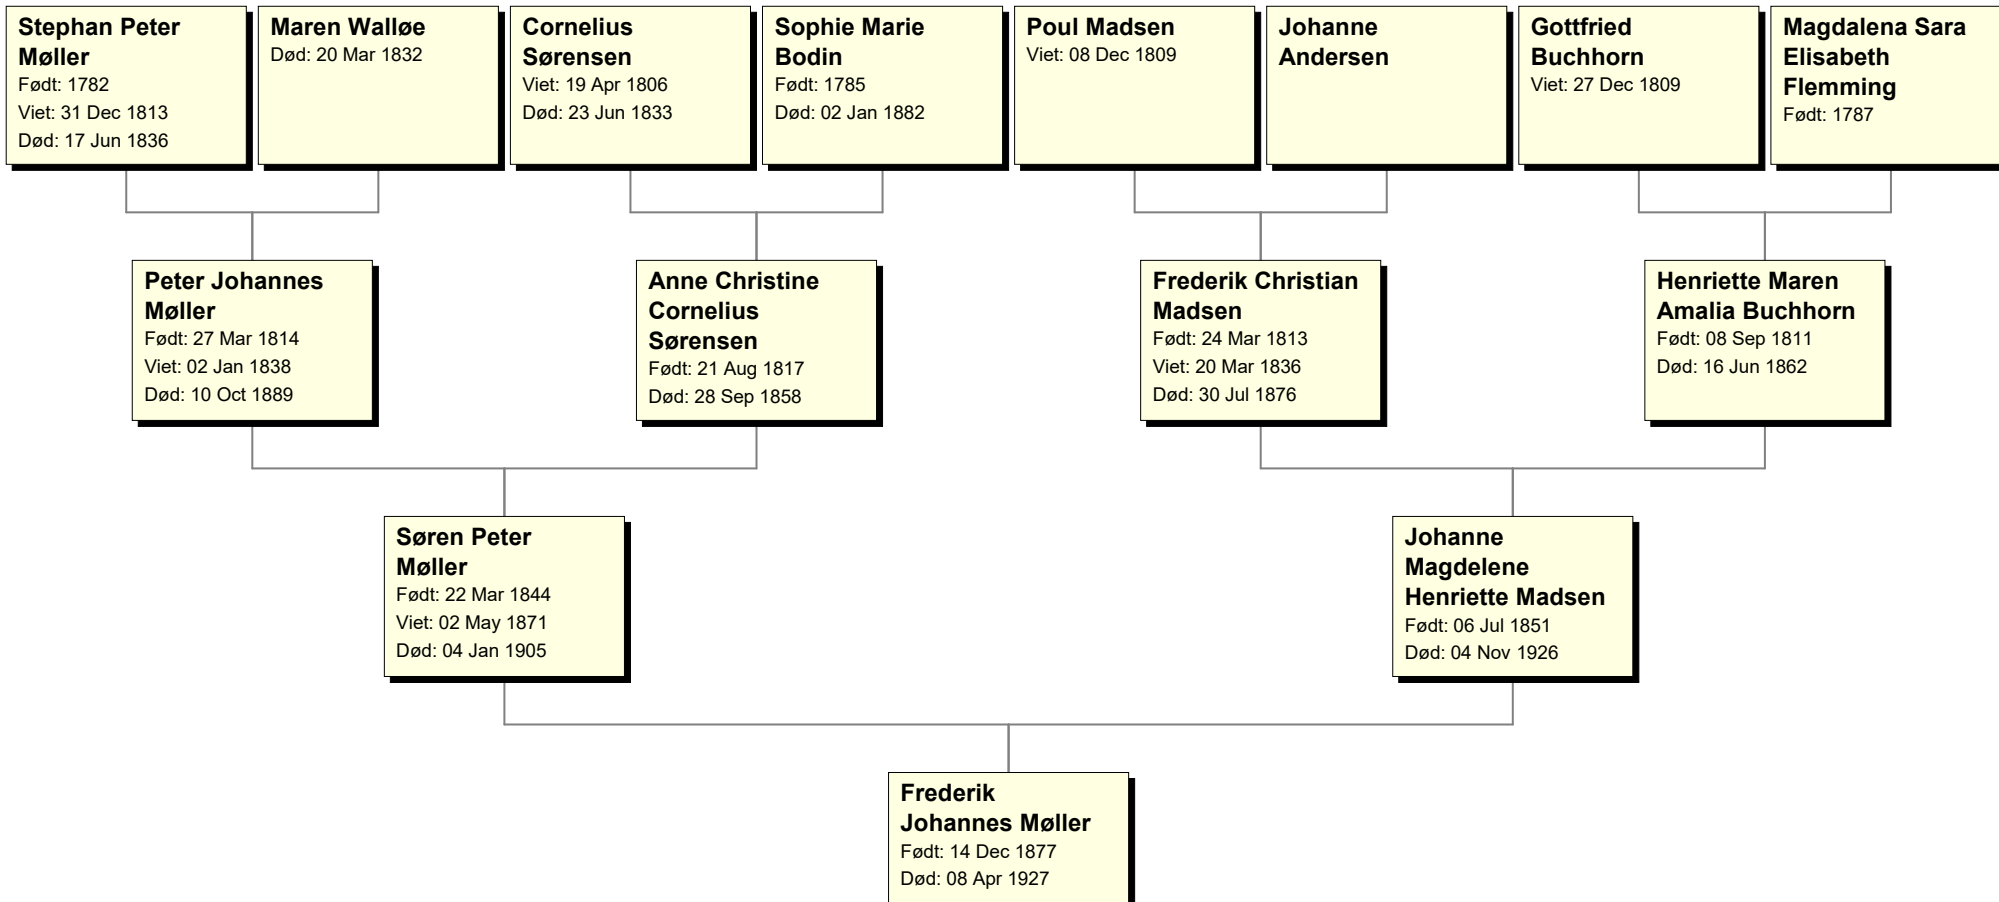 Stephan Peter
Møller
Født: 1782
Viet: 31 Dec 1813
Død: 17 Jun 1836
Maren Walløe
Død: 20 Mar 1832
Cornelius
Sørensen
Viet: 19 Apr 1806
Død: 23 Jun 1833
Sophie Marie
Bodin
Født: 1785
Død: 02 Jan 1882
Poul Madsen
Viet: 08 Dec 1809
Johanne
Andersen
Gottfried
Buchhorn
Viet: 27 Dec 1809
Magdalena Sara
Elisabeth
Flemming
Født: 1787
Peter Johannes
Møller
Født: 27 Mar 1814
Viet: 02 Jan 1838
Død: 10 Oct 1889
Anne Christine
Cornelius
Sørensen
Født: 21 Aug 1817
Død: 28 Sep 1858
Frederik Christian
Madsen
Født: 24 Mar 1813
Viet: 20 Mar 1836
Død: 30 Jul 1876
Henriette Maren
Amalia Buchhorn
Født: 08 Sep 1811
Død: 16 Jun 1862
Søren Peter
Møller
Født: 22 Mar 1844
Viet: 02 May 1871
Død: 04 Jan 1905
Johanne
Magdelene
Henriette Madsen
Født: 06 Jul 1851
Død: 04 Nov 1926
Frederik
Johannes Møller
Født: 14 Dec 1877
Død: 08 Apr 1927